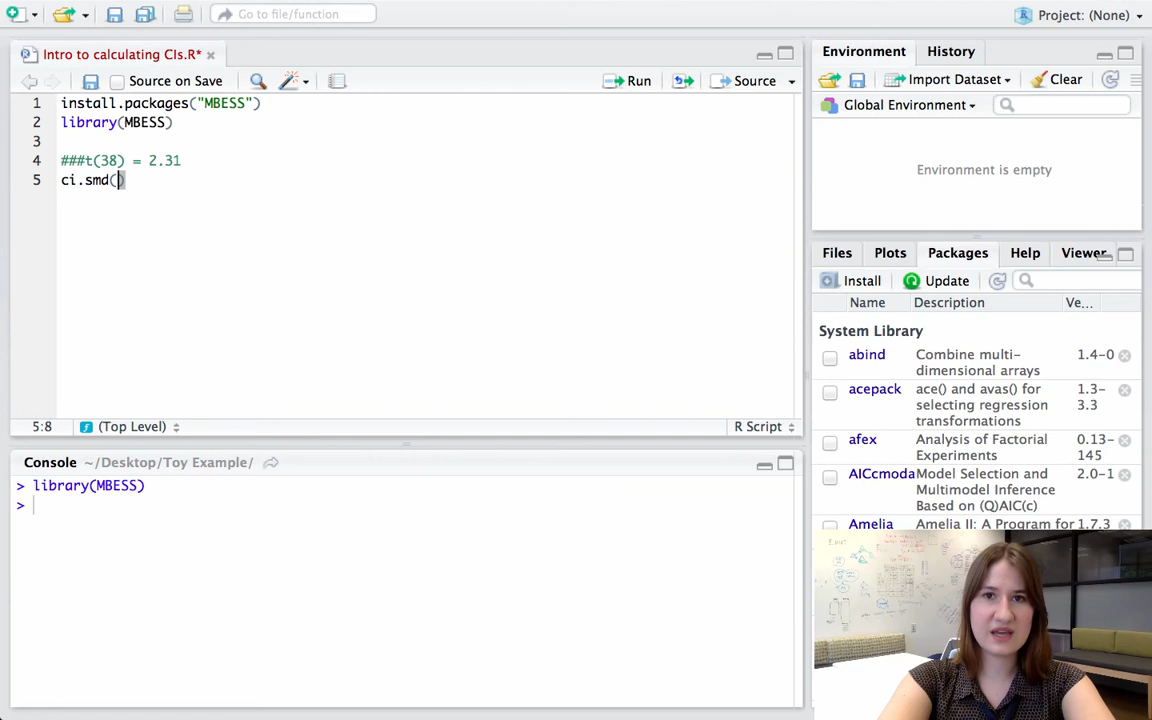 Go to file/function
Project: (None)
Intro to calculating CIs.R*
Source on Save
Run
Source
1 install.packages("MBESS")
2 library(MBESS)
3
4 ###t(38) = 2.31
5 ci.smd()
5:8
(Top Level)
R Script
Console ~/Desktop/Toy Example/
> library(MBESS)
>
Environment
History
Import Dataset
Clear
Global Environment
Environment is empty
Files
Plots
Packages
Help
Viewer
Install
Update
Name
Description
Ve...
System Library
abind
Combine multi-
dimensional arrays
1.4-0
acepack
ace() and avas() for
selecting regression
transformations
1.3-
3.3
afex
Analysis of Factorial
Experiments
0.13-
145
AICcmoda
Model Selection and
Multimodel Inference
Based on (Q)AIC(c)
2.0-1
Amelia
Amelia II: A Program for
1.7.3